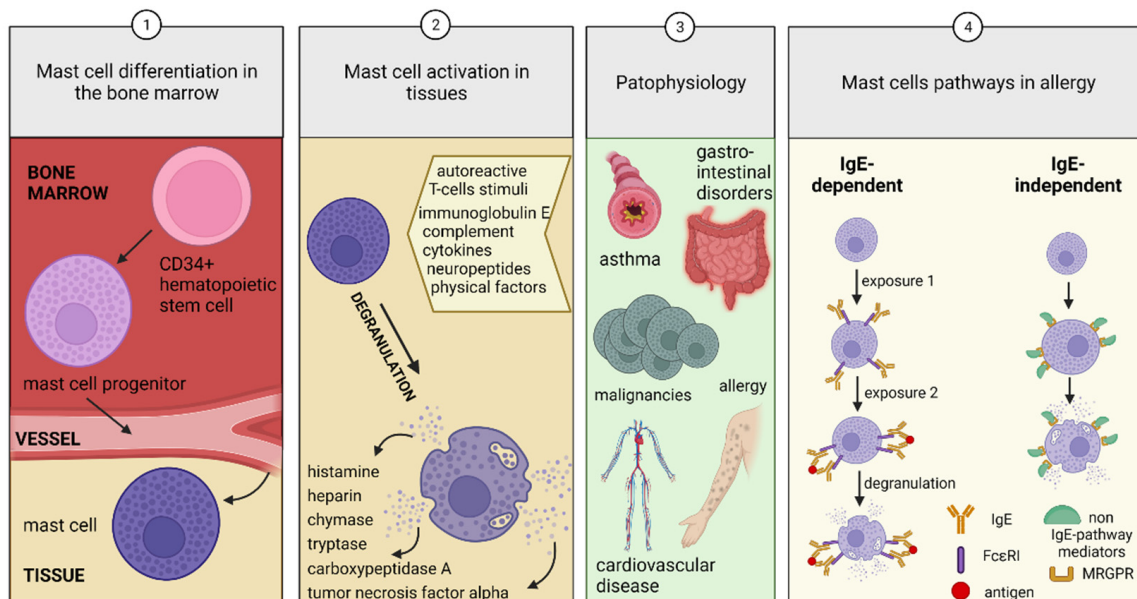 1
Mast cell differentiation in
the bone marrow
BONE
MARROW
CD34+
hematopoietic
stem cell
mast cell progenitor
VESSEL
mast cell
TISSUE
2
Mast cell activation in
tissues
autoreactive
T-cells stimuli
immunoglobulin E
complement
cytokines
neuropeptides
physical factors
DEGRANULATION
histamine
heparin
chymase
tryptase
carboxypeptidase A
tumor necrosis factor alpha
3
Patophysiology
gastro-
intestinal
disorders
asthma
malignancies
allergy
cardiovascular
disease
4
Mast cells pathways in allergy
IgE-
dependent
exposure 1
exposure 2
degranulation
IgE-
independent
IgE
FcεRI
antigen
non
IgE-pathway
mediators
MRGPR